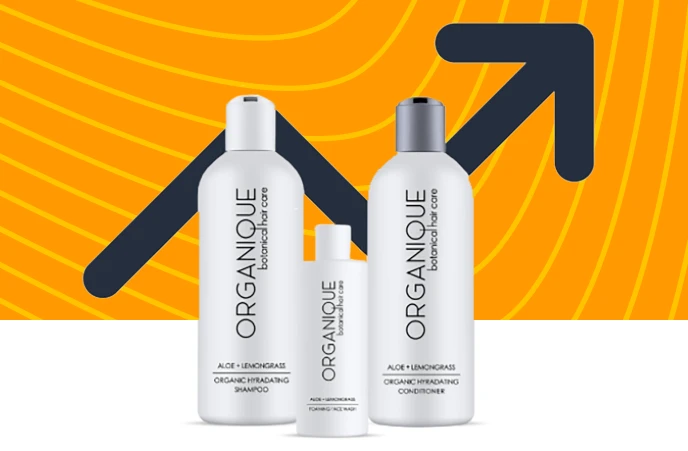 ORGANIQUE
botanical hair care
ALOE + LEMONGRASS
ORGANIC HYRADATING
SHAMPOO
ORGANIQUE
botanical hair care
ALOE + LEMONGRASS
FOAMING FACE WASH
ORGANIQUE
botanical hair care
ALOE + LEMONGRASS
ORGANIC HYRADATING
CONDITIONER